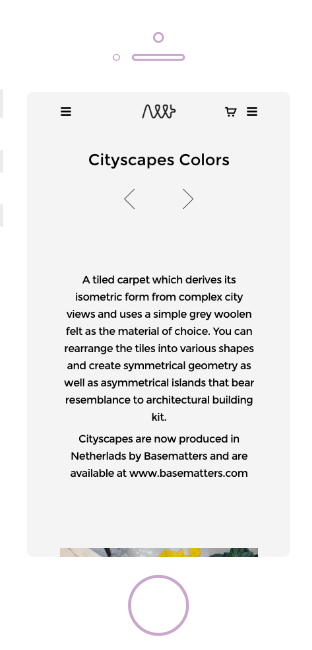 Cityscapes Colors
A tiled carpet which derives its
isometric form from complex city
views and uses a simple grey woolen
felt as the material of choice. You can
rearrange the tiles into various shapes
and create symmetrical geometry as
well as asymmetrical islands that bear
resemblance to architectural building
kit.
Cityscapes are now produced in
Netherlads by Basematters and are
available at www.basematters.com